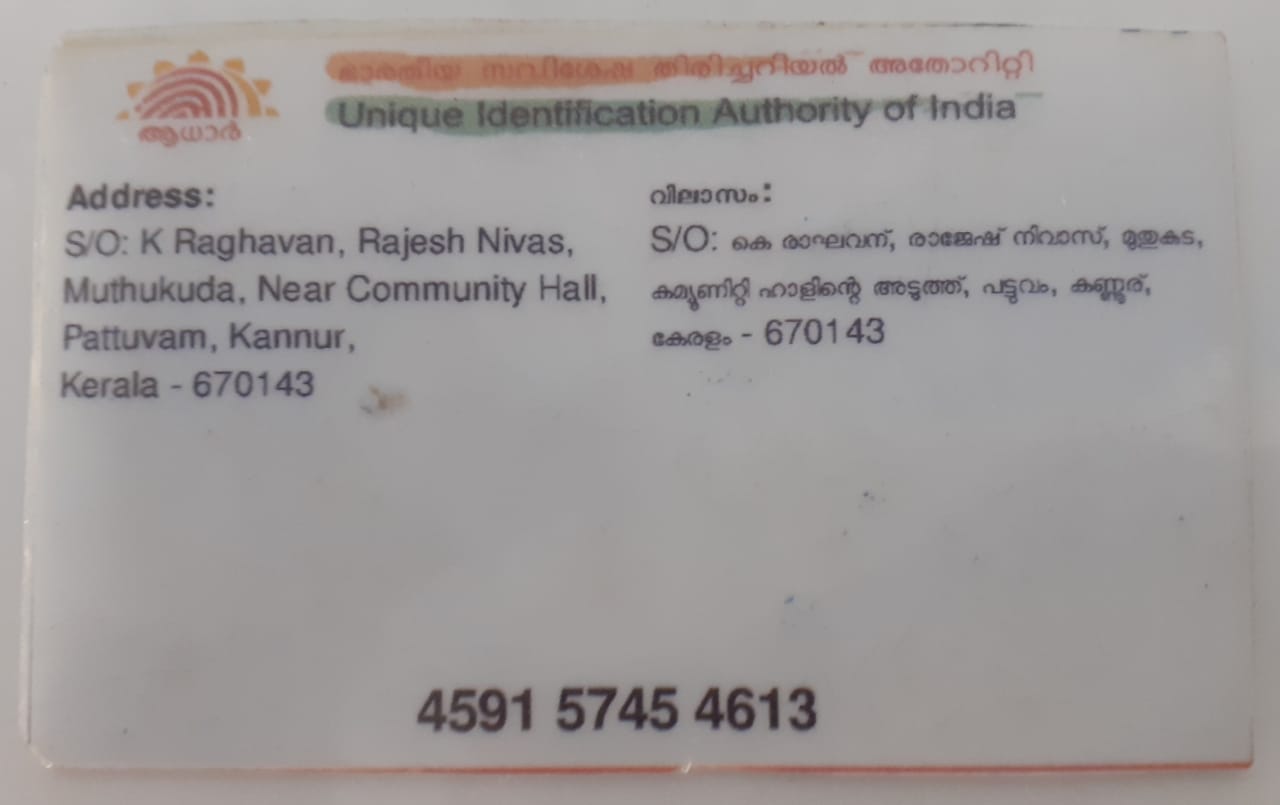 ഭാരതീയ സവിശേഷ തിരിച്ചറിയൽ അതോറിറ്റി
Unique Identification Authority of India
ആധാർ
Address:
S/O: K Raghavan, Rajesh Nivas,
Muthukuda, Near Community Hall,
Pattuvam, Kannur,
Kerala - 670143
വിലാസം:
S/O: കെ രാഘവന്, രാജേഷ് നിവാസ്, മുതുകട,
കമ്യൂണിറ്റി ഹാളിന്റെ അടുത്ത്, പട്ടുവം, കണ്ണൂര്,
കേരളം - 670143
4591 5745 4613